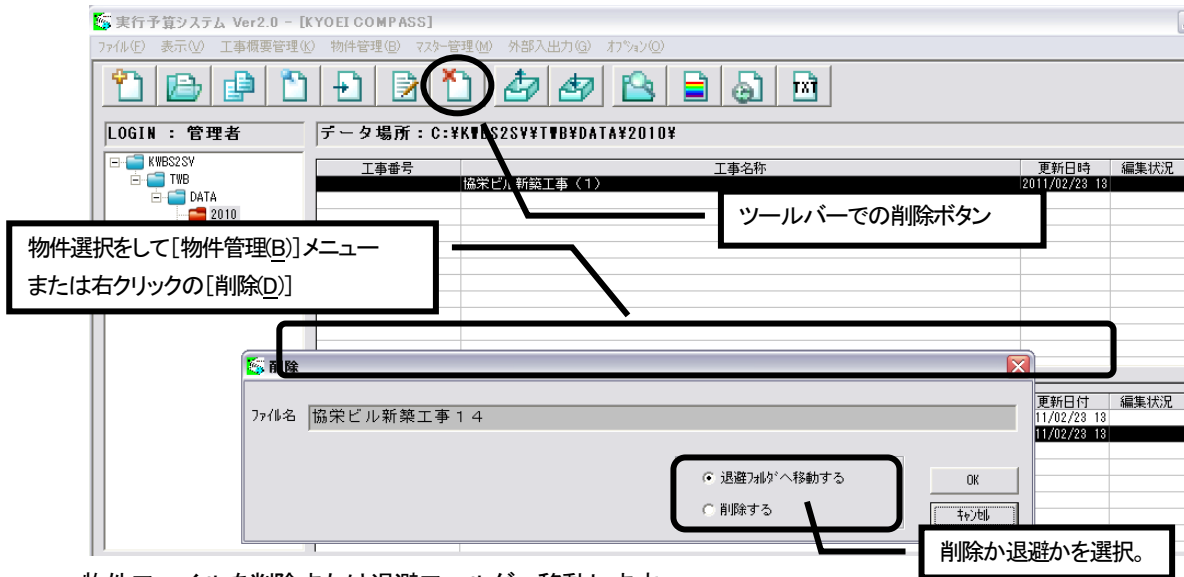 実行予算システム Ver2.0 - [KYOEI COMPASS]
ファイル(F) 表示(V) 工事概要管理(K) 物件管理(B) マスター管理(M) 外部入出力(G) オプション(O)
TXT
LOGIN : 管理者
データ場所：C:¥KWBS2SV¥TWB¥DATA¥2010¥
KWBS2SV
TWB
DATA
2010
工事番号 工事名称 更新日時 編集状況
協栄ビル新築工事（1） 2011/02/23 13
ツールバーでの削除ボタン
物件選択をして[物件管理(B)]メニュー
または右クリックの[削除(D)]
削除
ファイル名 協栄ビル新築工事１４
退避フォルダへ移動する
削除する
OK
キャンセル
更新日付 編集状況
11/02/23 13
11/02/23 13
削除か退避かを選択。